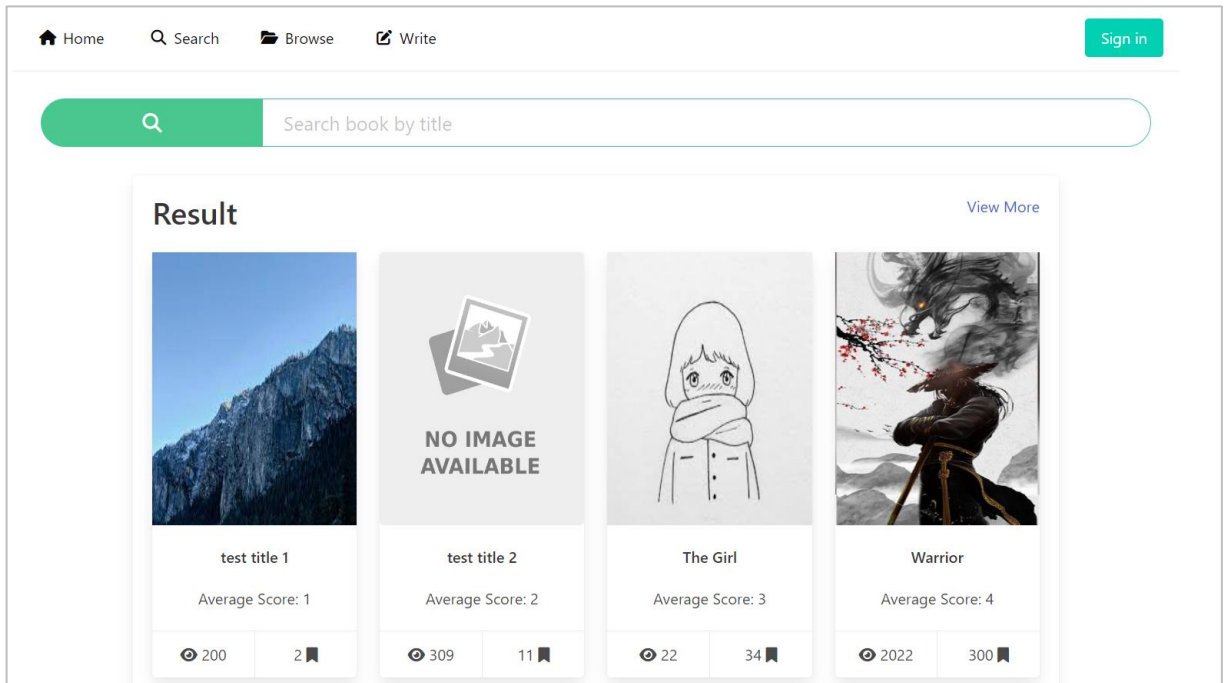 Home Search Browse Write Sign in
Search book by title
Result View More
NO IMAGE
AVAILABLE
test title 1 test title 2 The Girl Warrior
Average Score: 1 Average Score: 2 Average Score: 3 Average Score: 4
200 2 309 11 22 34 2022 300